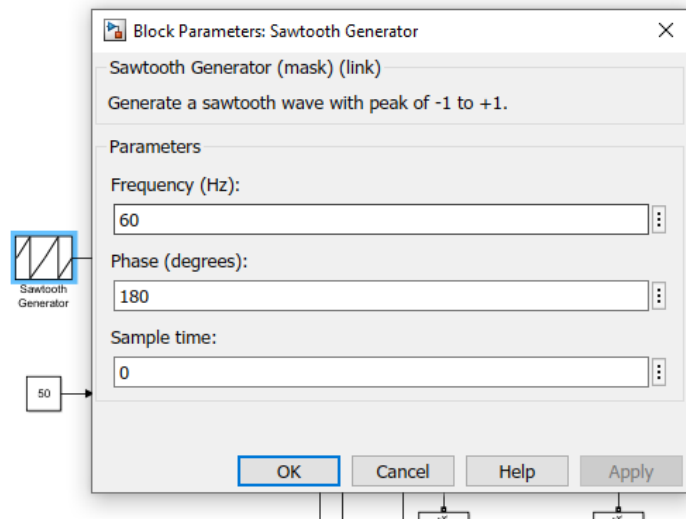 Block Parameters: Sawtooth Generator
Sawtooth Generator (mask) (link)
Generate a sawtooth wave with peak of -1 to +1.
Parameters
Frequency (Hz):
60
Phase (degrees):
180
Sample time:
0
Sawtooth
Generator
50
OK Cancel Help Apply